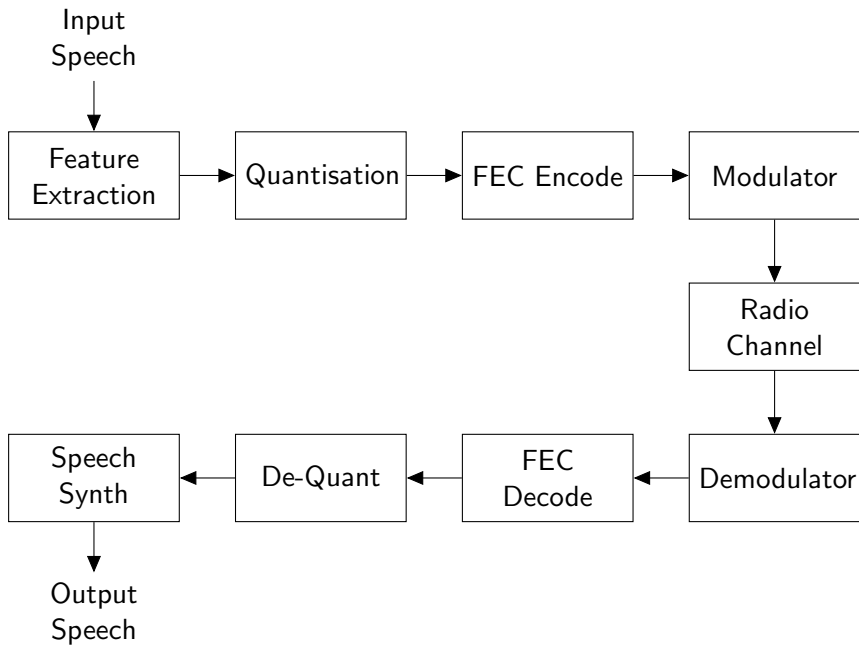 Input
Speech
Feature
Extraction
Quantisation
FEC Encode
Modulator
Radio
Channel
Speech
Synth
De-Quant
FEC
Decode
Demodulator
Output
Speech